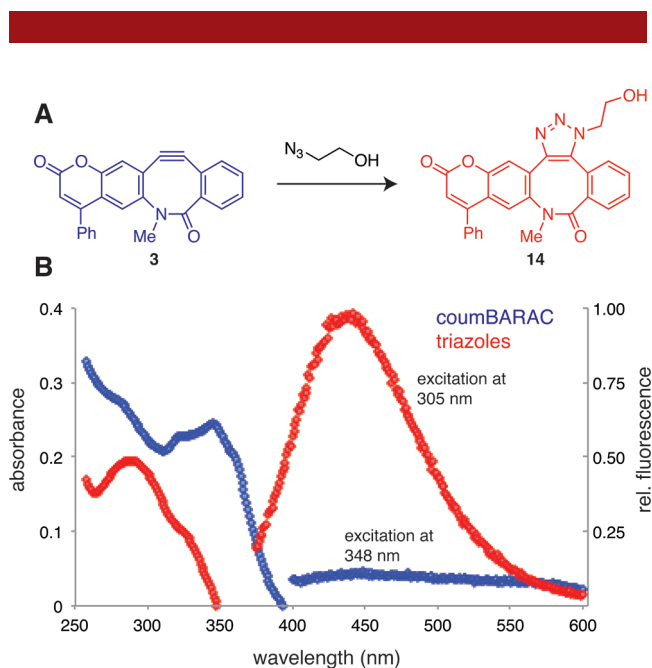 A
N3
OH
O
O
N
Me
O
Ph
3
N
N
N
OH
O
O
N
Me
O
Ph
14
B
coumBARAC
triazoles
excitation at
305 nm
excitation at
348 nm
absorbance
0.4
0.3
0.2
0.1
0
rel. fluorescence
1.00
0.75
0.50
0.25
250 300 350 400 450 500 550 600
wavelength (nm)